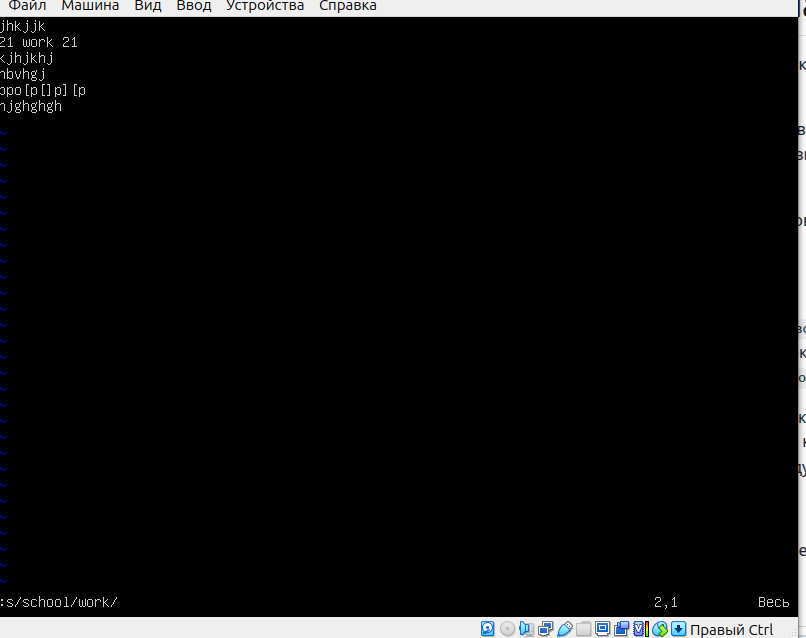 Файл Машина Вид Ввод Устройства Справка
jhkjjk
21 work 21
kjhjkhj
nbvhgj
opo[p[]p][p
hjghghgh
:s/school/work/ 2,1 Весь
Правый Ctrl